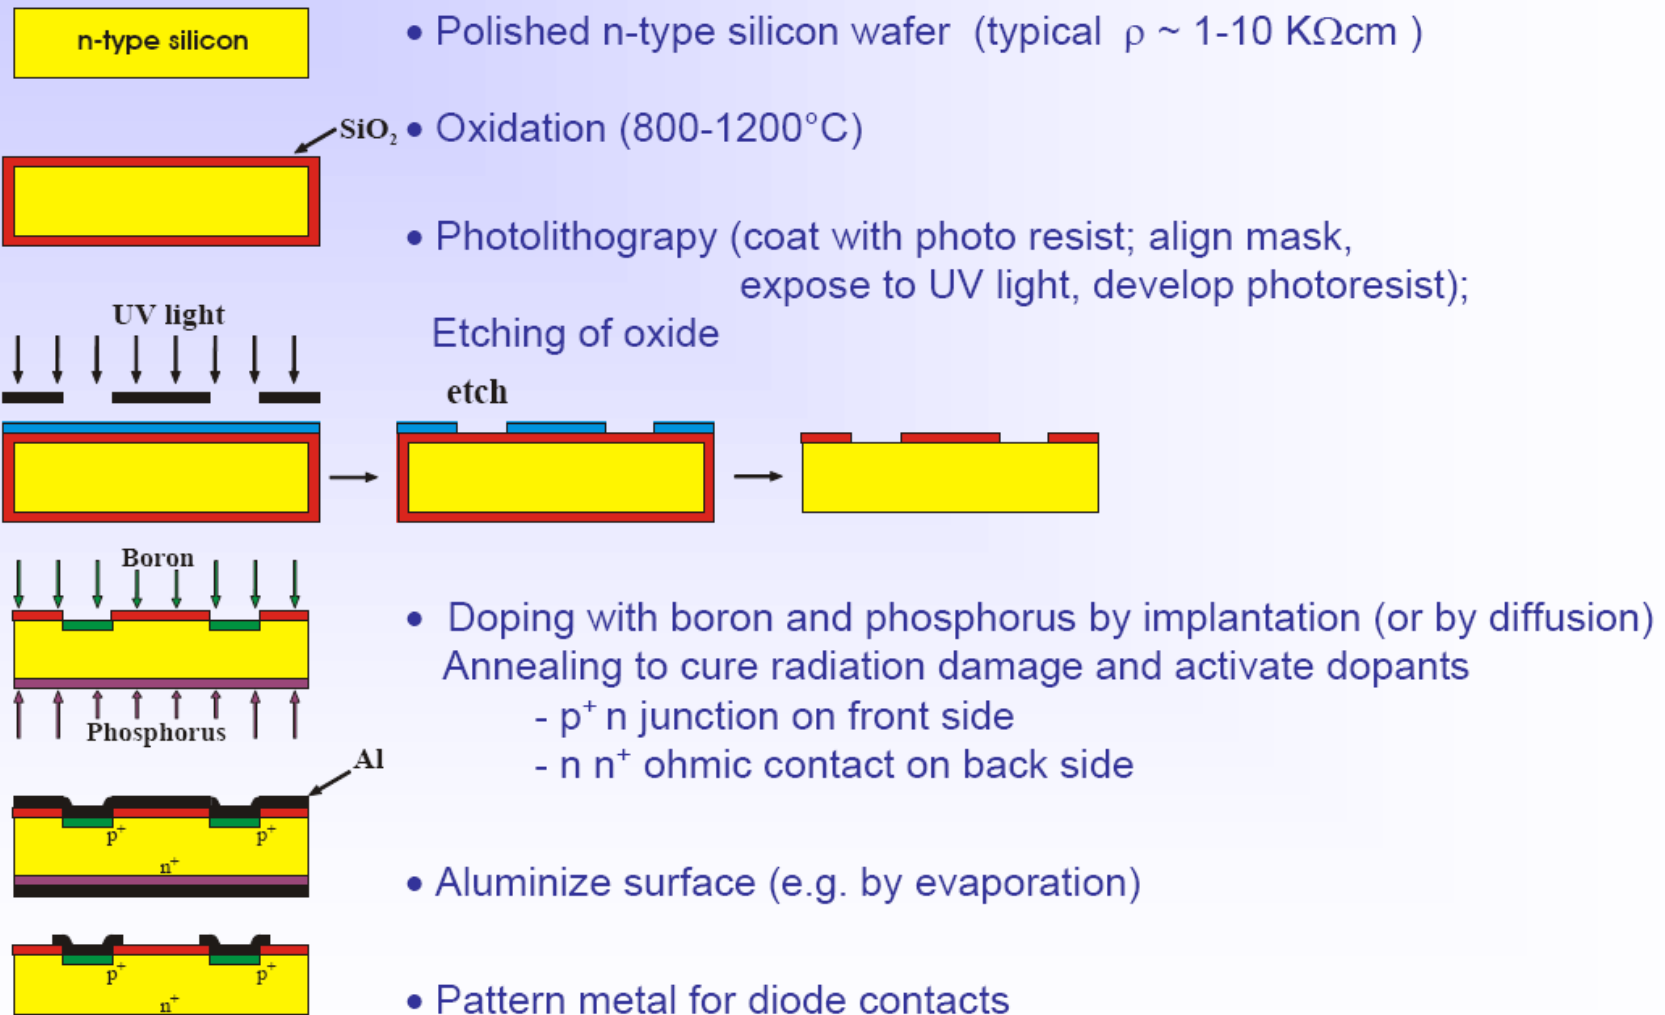 n-type silicon
• Polished n-type silicon wafer (typical ρ ~ 1-10 KΩcm )
SiO₂
• Oxidation (800-1200°C)
• Photolithograpy (coat with photo resist; align mask,
expose to UV light, develop photoresist);
UV light
Etching of oxide
etch
Boron
• Doping with boron and phosphorus by implantation (or by diffusion)
Annealing to cure radiation damage and activate dopants
- p⁺ n junction on front side
Phosphorus
- n n⁺ ohmic contact on back side
Al
p⁺ p⁺
n⁺
• Aluminize surface (e.g. by evaporation)
p⁺ p⁺
n⁺
• Pattern metal for diode contacts